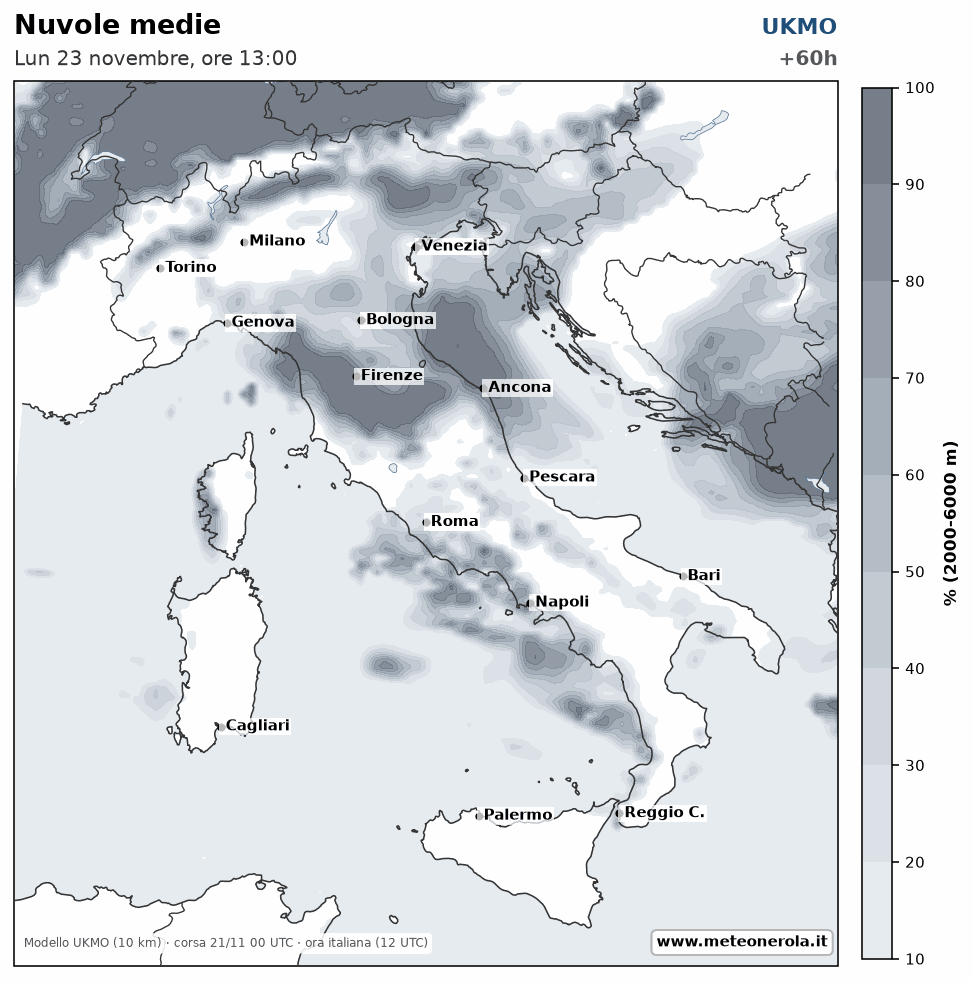 Nuvole medie
UKMO
Lun 23 novembre, ore 13:00
+60h
100
90
80
70
60
50
40
30
20
10
% (2000-6000 m)
Milano
Venezia
Torino
Genova
Bologna
Firenze
Ancona
Pescara
Roma
Bari
Napoli
Cagliari
Palermo
Reggio C.
Modello UKMO (10 km) · corsa 21/11 00 UTC · ora italiana (12 UTC)
www.meteonerola.it